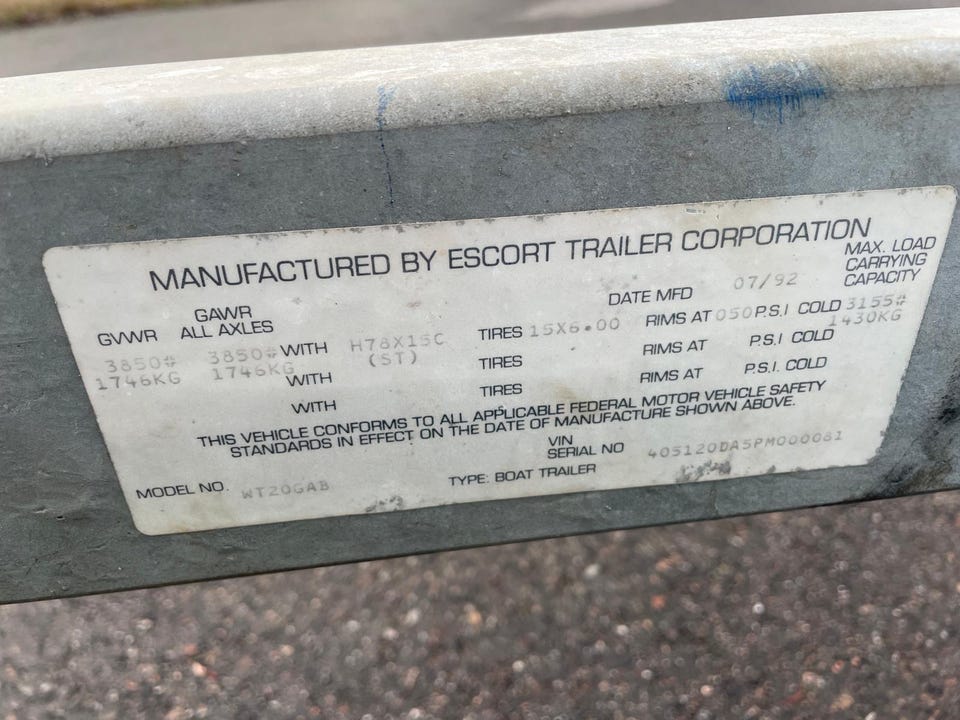 MANUFACTURED BY ESCORT TRAILER CORPORATION
DATE MFD 07/92 MAX. LOAD CARRYING CAPACITY
GVWR GAWR ALL AXLES
3850# 3850# WITH H78X15C TIRES 15X6.00 RIMS AT 050 P.S.I COLD 3155#
1746KG 1746KG WITH (ST) TIRES RIMS AT P.S.I COLD 1430KG
WITH TIRES RIMS AT P.S.I. COLD
THIS VEHICLE CONFORMS TO ALL APPLICABLE FEDERAL MOTOR VEHICLE SAFETY
STANDARDS IN EFFECT ON THE DATE OF MANUFACTURE SHOWN ABOVE.
VIN
SERIAL NO 405120DA5PM000081
MODEL NO. WT20GAB TYPE: BOAT TRAILER